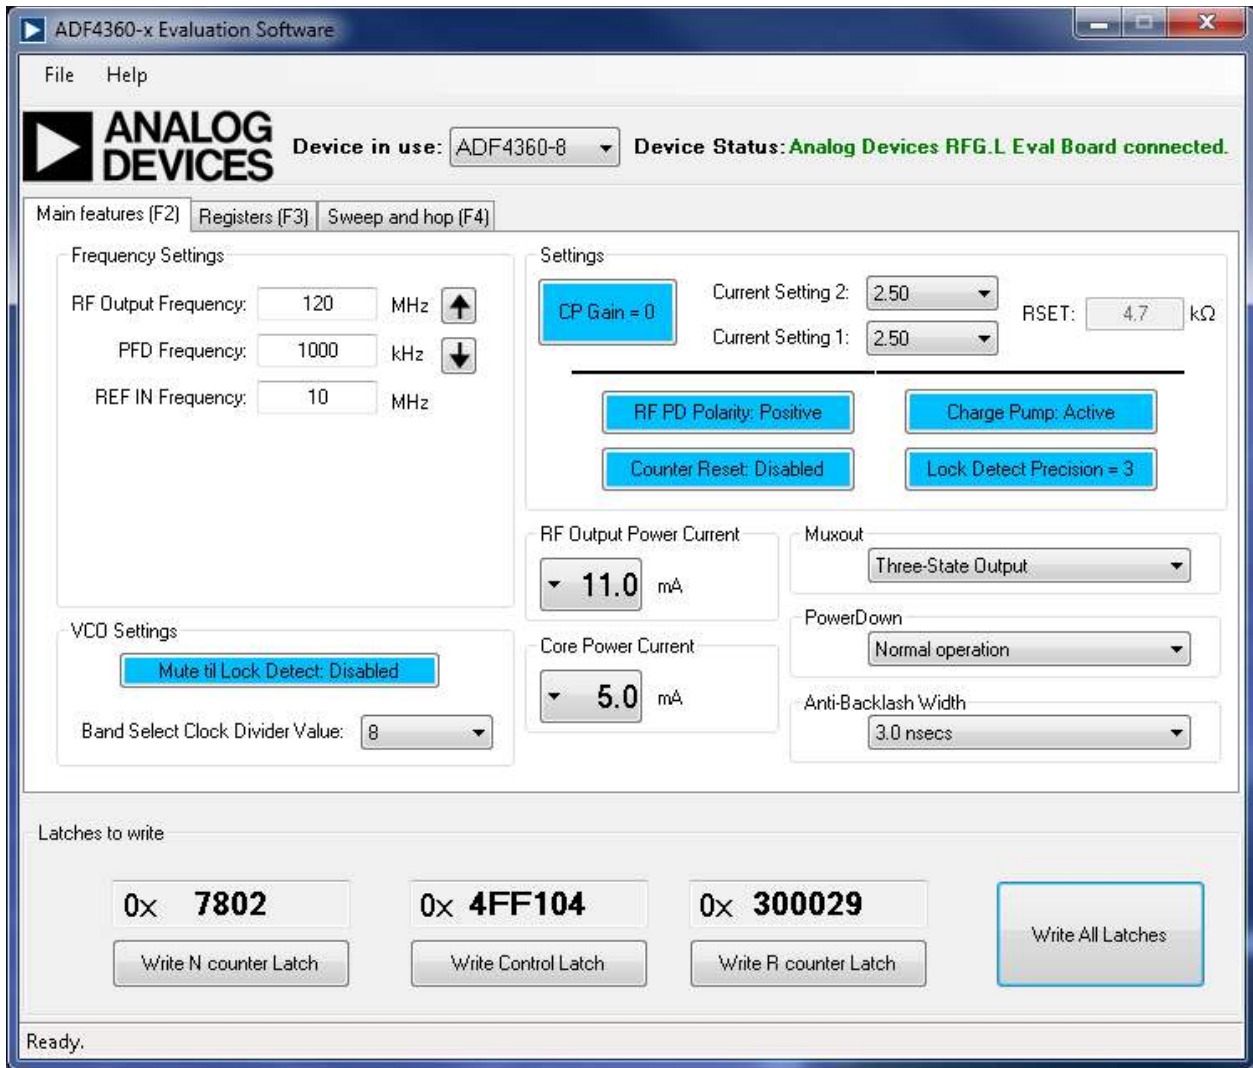 ADF4360-x Evaluation Software
File Help
ANALOG
DEVICES
Device in use: ADF4360-8 Device Status: Analog Devices RFG.L Eval Board connected.
Main features (F2) Registers (F3) Sweep and hop (F4)
Frequency Settings
RF Output Frequency: 120 MHz
PFD Frequency: 1000 kHz
REF IN Frequency: 10 MHz
Settings
CP Gain = 0
Current Setting 2: 2.50
Current Setting 1: 2.50
RSET: 4.7 kΩ
RF PD Polarity: Positive Charge Pump: Active
Counter Reset: Disabled Lock Detect Precision = 3
RF Output Power Current
11.0 mA
Muxout
Three-State Output
VCO Settings
Mute til Lock Detect: Disabled
Band Select Clock Divider Value: 8
Core Power Current
5.0 mA
PowerDown
Normal operation
Anti-Backlash Width
3.0 nsecs
Latches to write
0x 7802 0x 4FF104 0x 300029
Write N counter Latch Write Control Latch Write R counter Latch
Write All Latches
Ready.